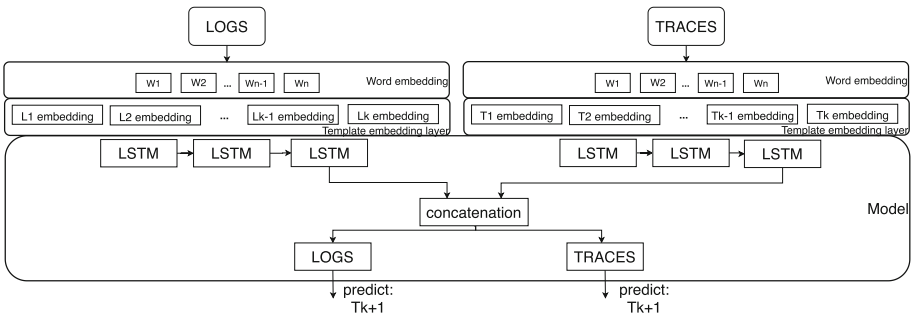 LOGS TRACES
W1 W2 ... Wn-1 Wn Word embedding W1 W2 ... Wn-1 Wn Word embedding
L1 embedding L2 embedding ... Lk-1 embedding Lk embedding T1 embedding T2 embedding ... Tk-1 embedding Tk embedding
Template embedding layer Template embedding layer
LSTM LSTM LSTM LSTM LSTM LSTM
concatenation Model
LOGS TRACES
predict: predict:
Tk+1 Tk+1